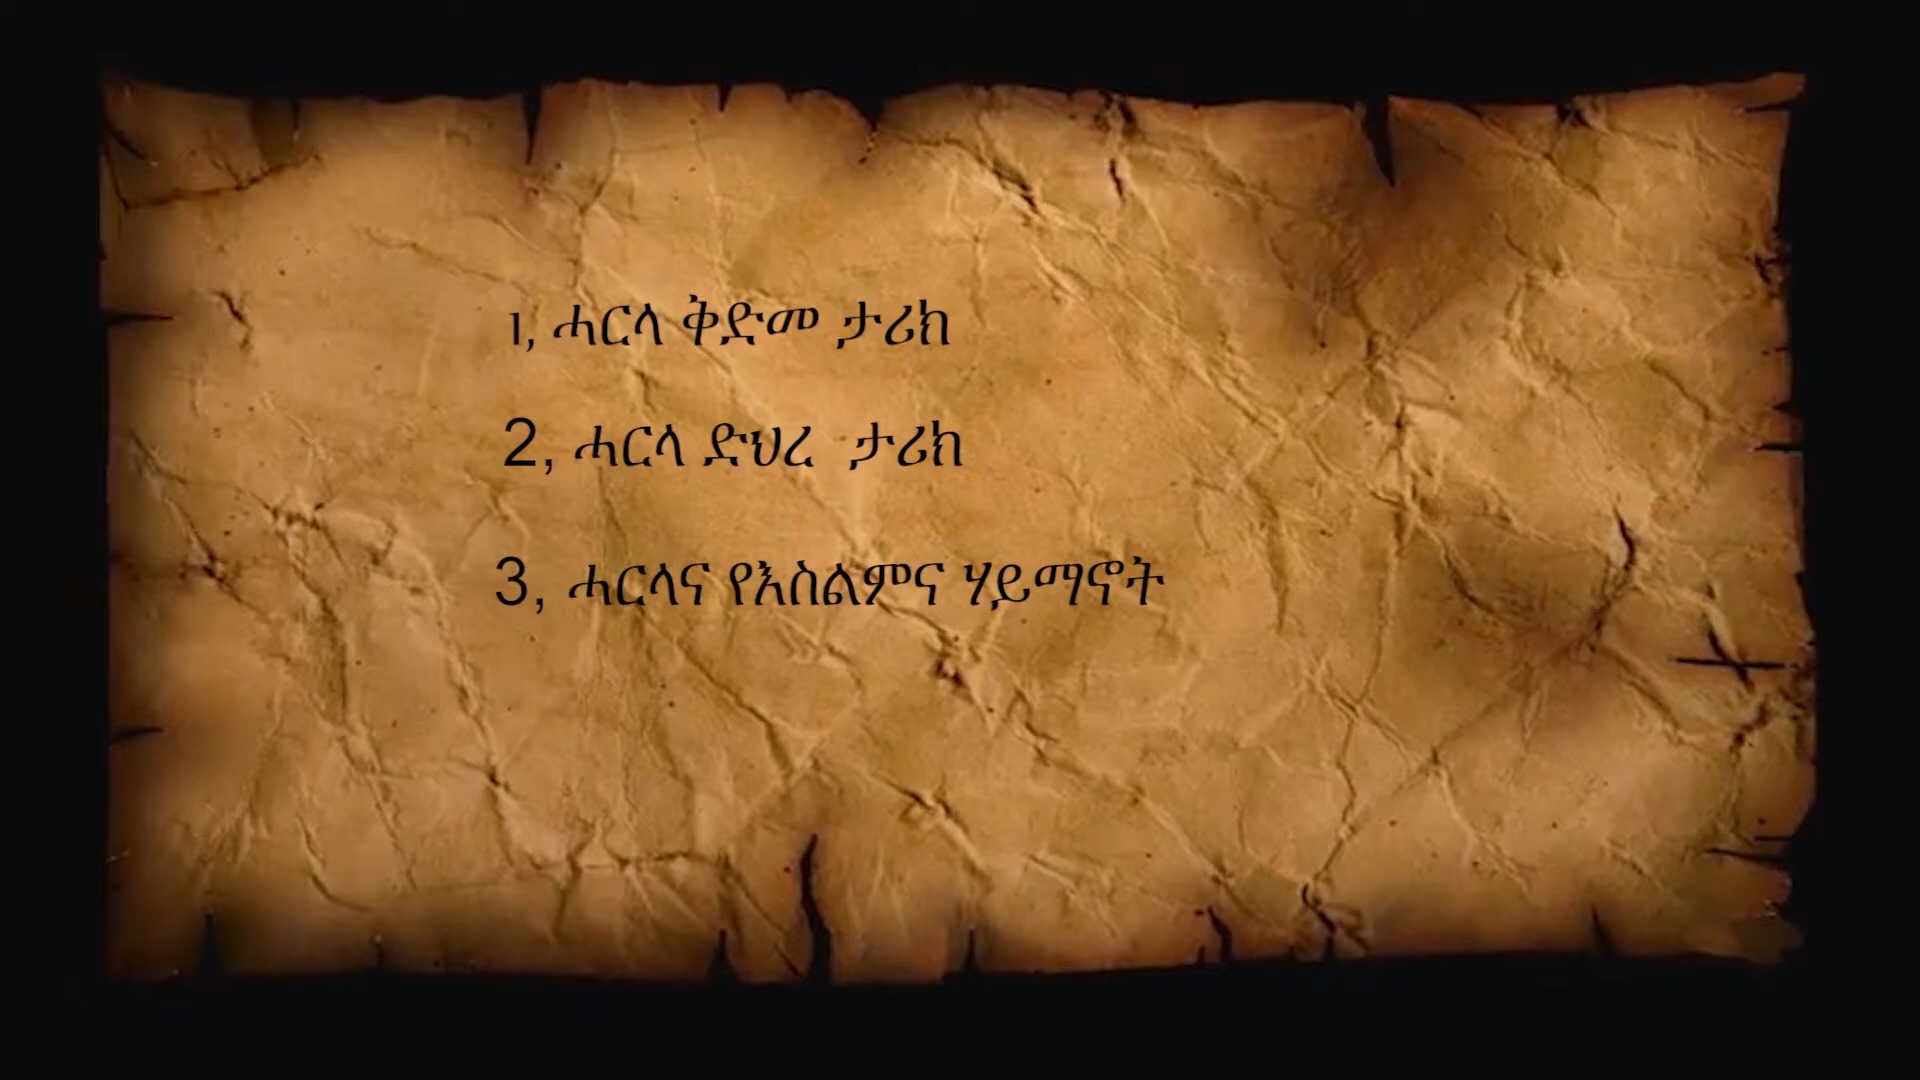 1, ሓርላ ቅድመ ታሪክ
2, ሓርላ ድህረ ታሪክ
3, ሓርላና የእስልምና ሃይማኖት